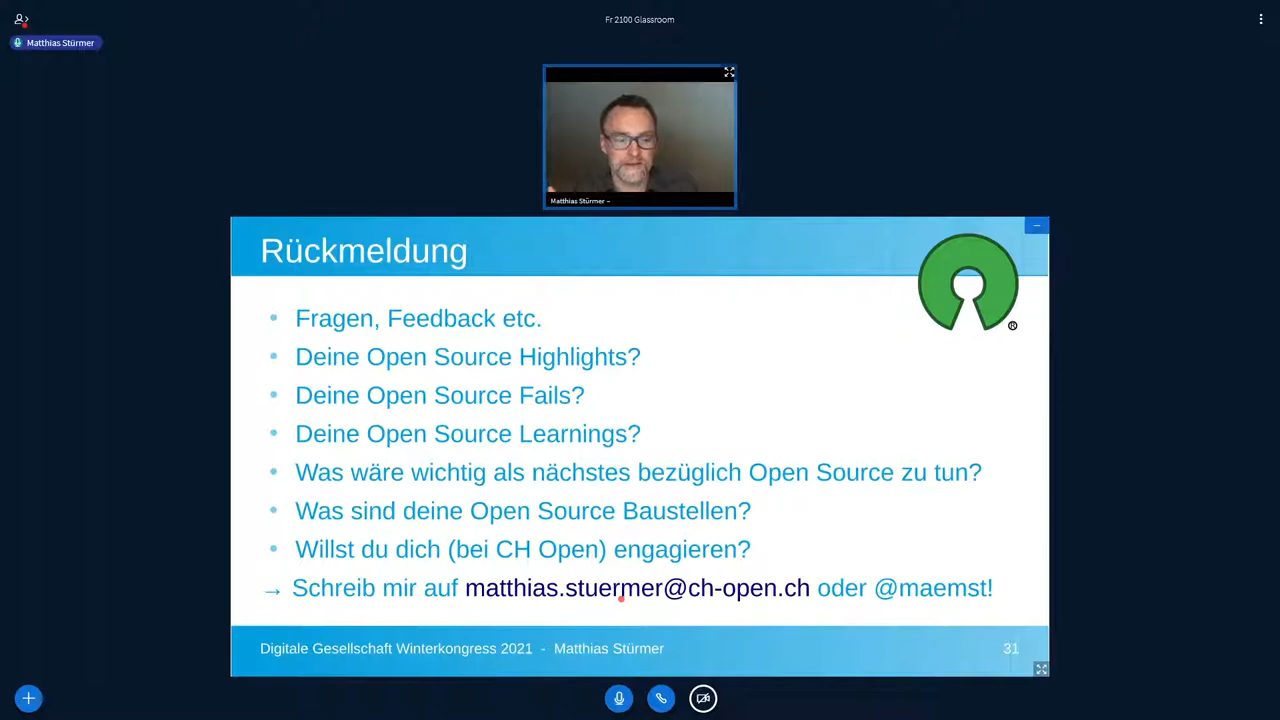 Fr 2100 Glassroom
Matthias Stürmer
Matthias Stürmer –
Rückmeldung
®
• Fragen, Feedback etc.
• Deine Open Source Highlights?
• Deine Open Source Fails?
• Deine Open Source Learnings?
• Was wäre wichtig als nächstes bezüglich Open Source zu tun?
• Was sind deine Open Source Baustellen?
• Willst du dich (bei CH Open) engagieren?
→ Schreib mir auf matthias.stuermer@ch-open.ch oder @maemst!
Digitale Gesellschaft Winterkongress 2021 - Matthias Stürmer 31